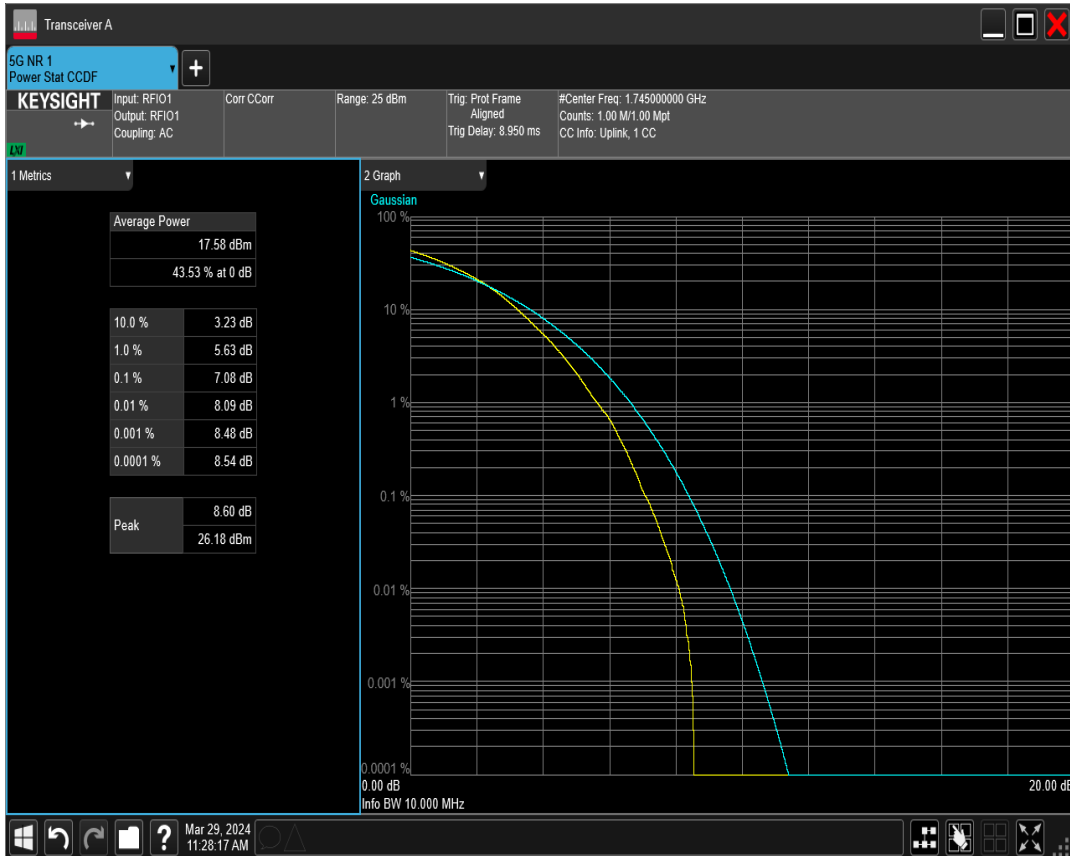 Transceiver A
5G NR 1
Power Stat CCDF
KEYSIGHT
LXI
Input: RFIO1
Output: RFIO1
Coupling: AC
Corr CCorr
Range: 25 dBm
Trig: Prot Frame
Aligned
Trig Delay: 8.950 ms
#Center Freq: 1.745000000 GHz
Counts: 1.00 M/1.00 Mpt
CC Info: Uplink, 1 CC
1 Metrics
Average Power
17.58 dBm
43.53 % at 0 dB
10.0 % 3.23 dB
1.0 % 5.63 dB
0.1 % 7.08 dB
0.01 % 8.09 dB
0.001 % 8.48 dB
0.0001 % 8.54 dB
Peak
8.60 dB
26.18 dBm
2 Graph
Gaussian
100 %
10 %
1 %
0.1 %
0.01 %
0.001 %
0.0001 %
0.00 dB 20.00 dB
Info BW 10.000 MHz
?
Mar 29, 2024
11:28:17 AM